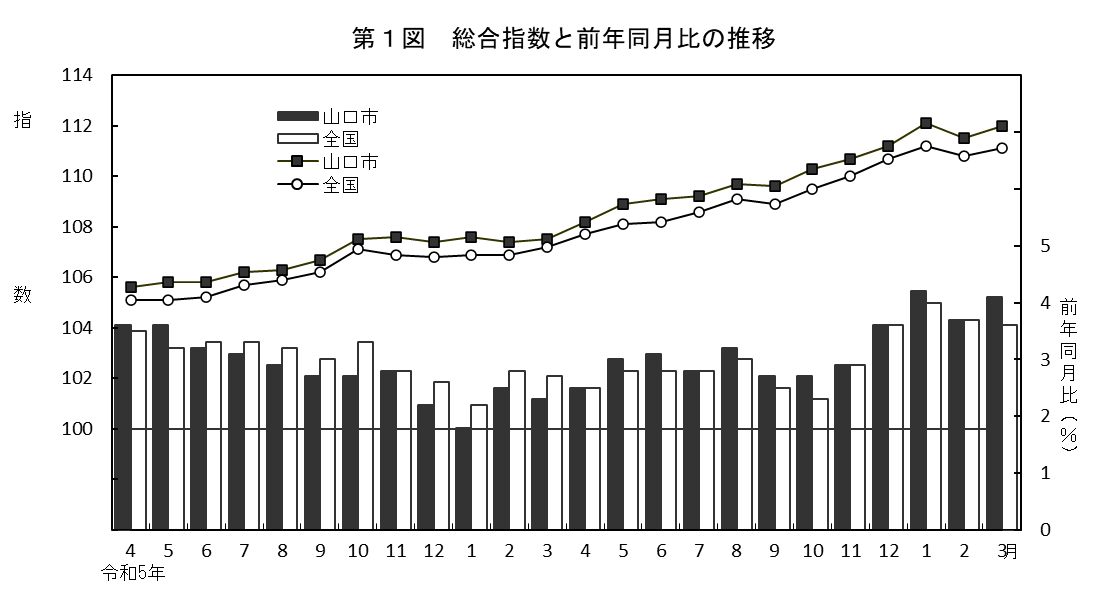 第１図　総合指数と前年同月比の推移
指
数
114
112
110
108
106
104
102
100
山口市
全国
山口市
全国
5
4
3
2
1
0
前年同月比（％）
4 5 6 7 8 9 10 11 12 1 2 3 4 5 6 7 8 9 10 11 12 1 2 3月
令和5年